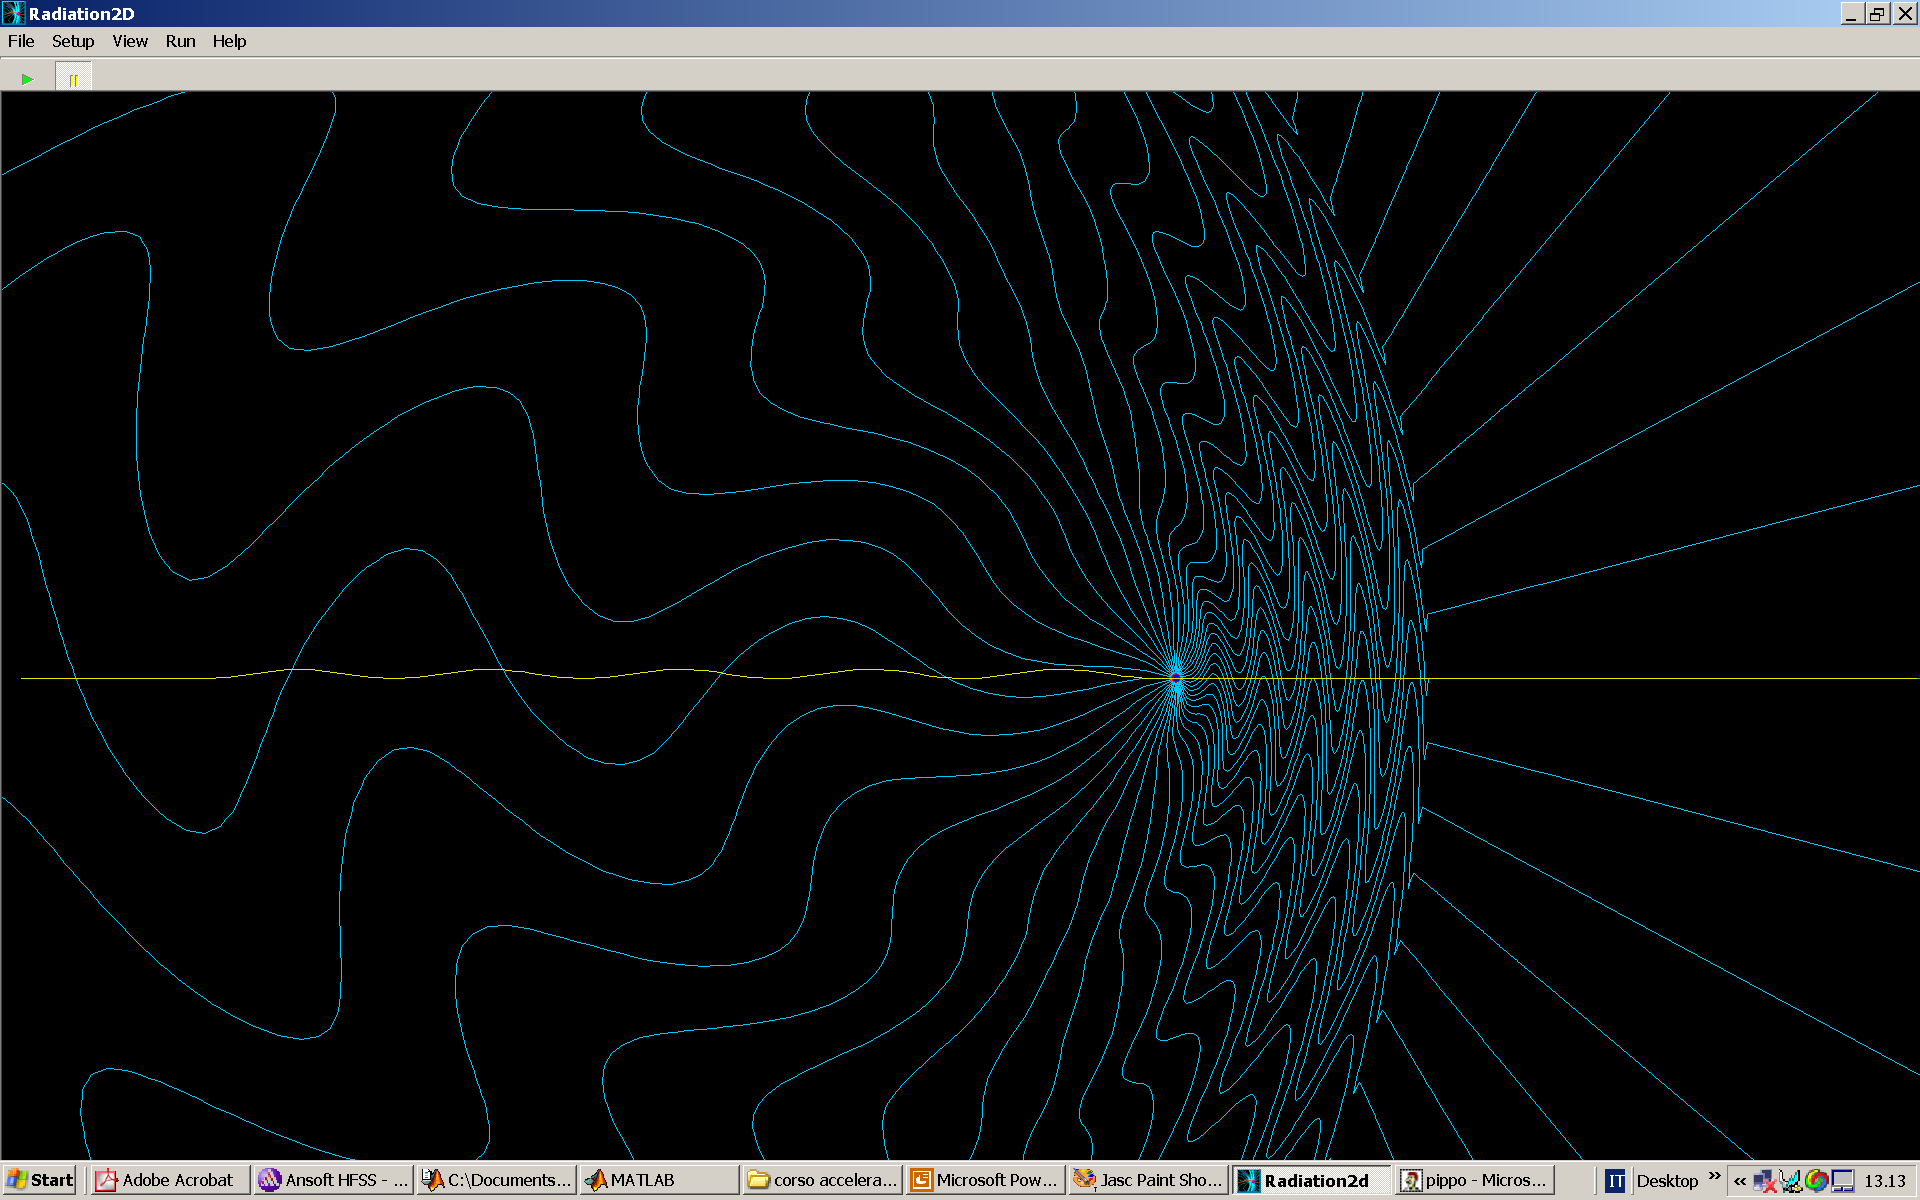 Radiation2D
File Setup View Run Help
Start Adobe Acrobat Ansoft HFSS - ... C:\Documents... MATLAB corso accelera... Microsoft Pow... Jasc Paint Sho... Radiation2d pippo - Micros... IT Desktop » « 13.13